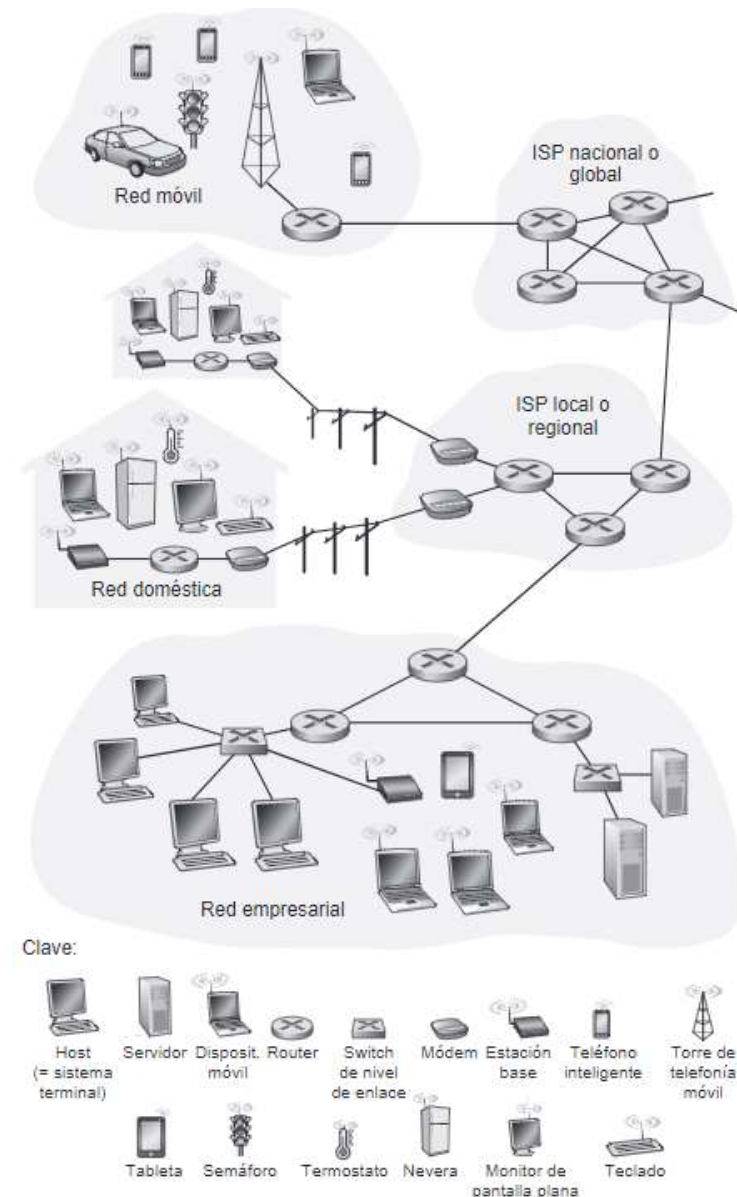 Red móvil
ISP nacional o
global
ISP local o
regional
Red doméstica
Red empresarial
Clave:
Host
(= sistema
terminal)
Servidor
Disposit.
móvil
Router
Switch
de nivel
de enlace
Módem
Estación
base
Teléfono
inteligente
Torre de
telefonía
móvil
Tableta
Semáforo
Termostato
Nevera
Monitor de
pantalla plana
Teclado